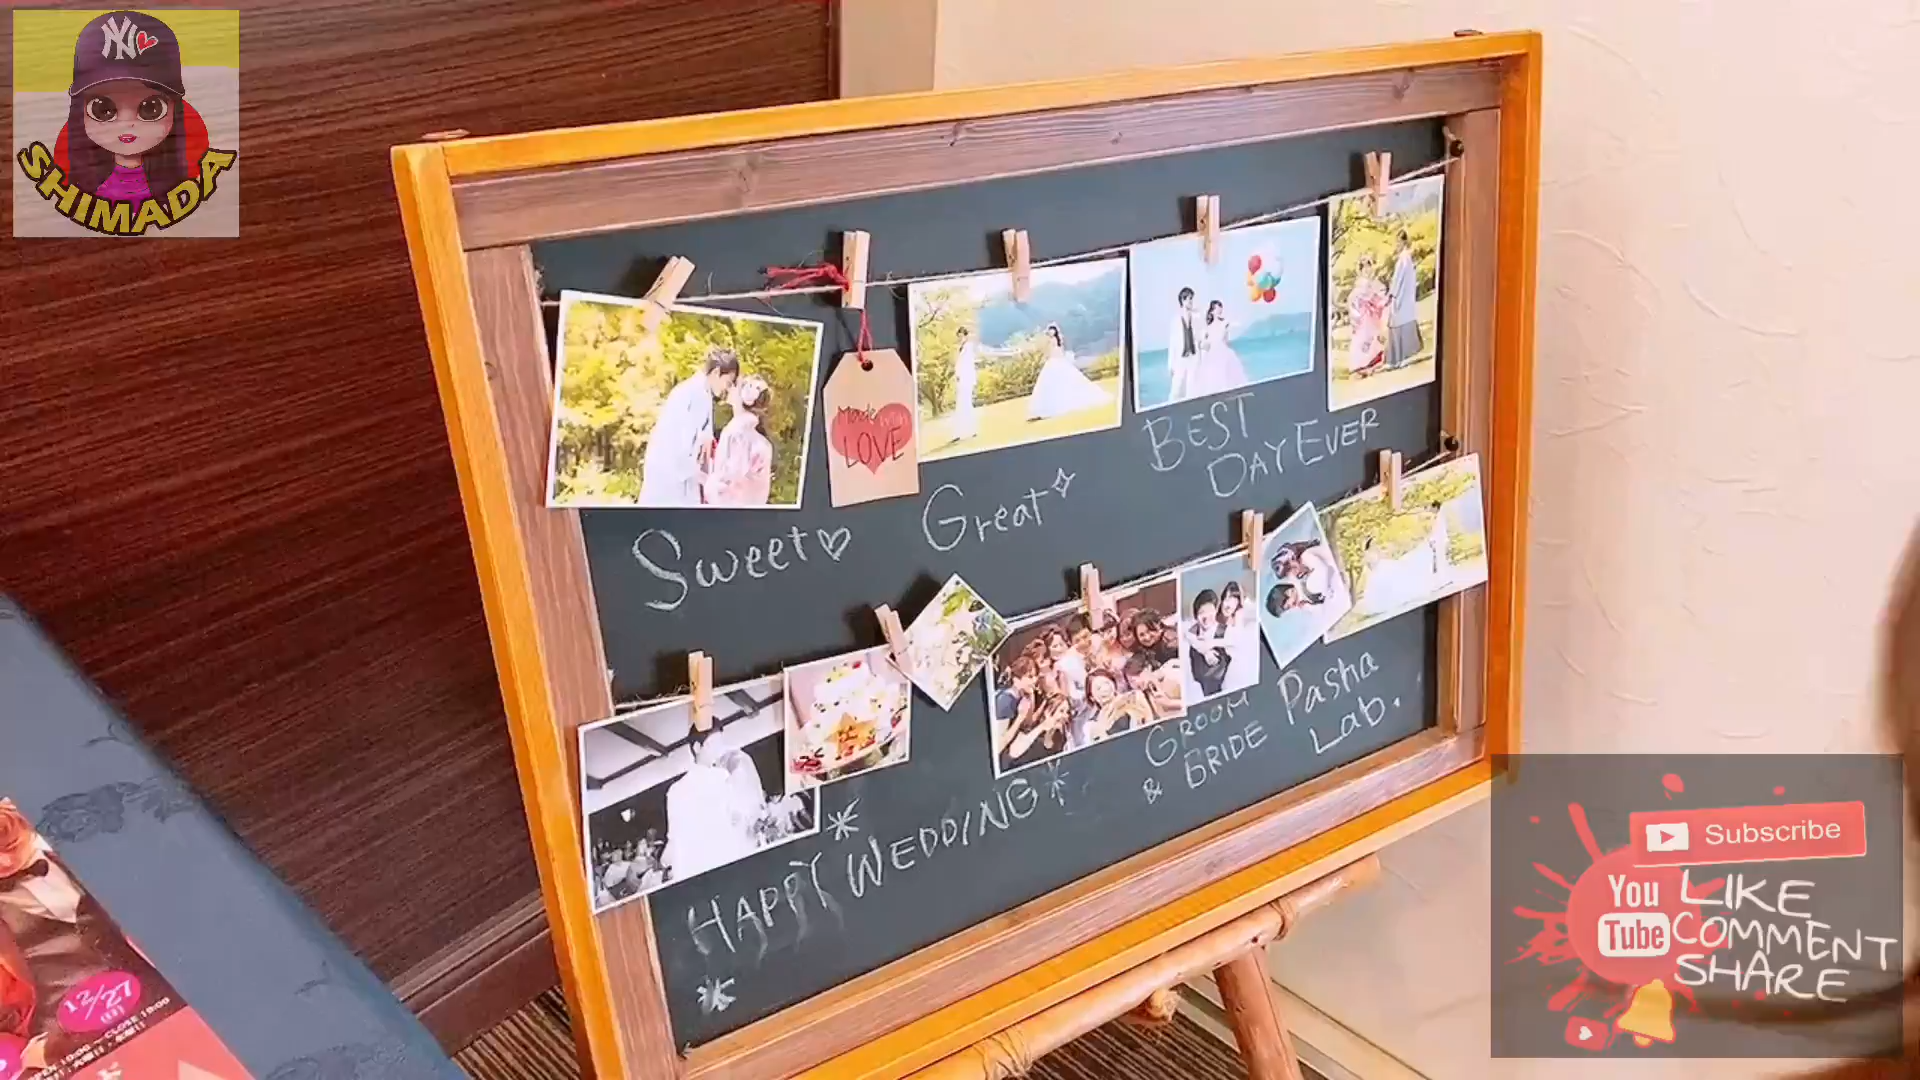 NY
SHIMADA
Made with
LOVE
BEST
DAY EVER
Sweet
Great
GROOM
& BRIDE
Pasha
Lab.
HAPPY WEDDING
12/21
Subscribe
You
Tube
LIKE
COMMENT
SHARE